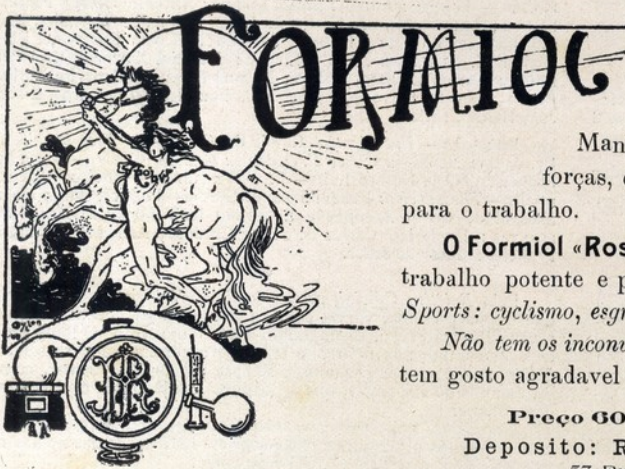 FORMIOL
Man
forças,
para o trabalho.
O Formiol «Ros
trabalho potente e p
Sports: cyclismo, esgr
Não tem os inconv
tem gosto agradavel
Preço 60
Deposito: R